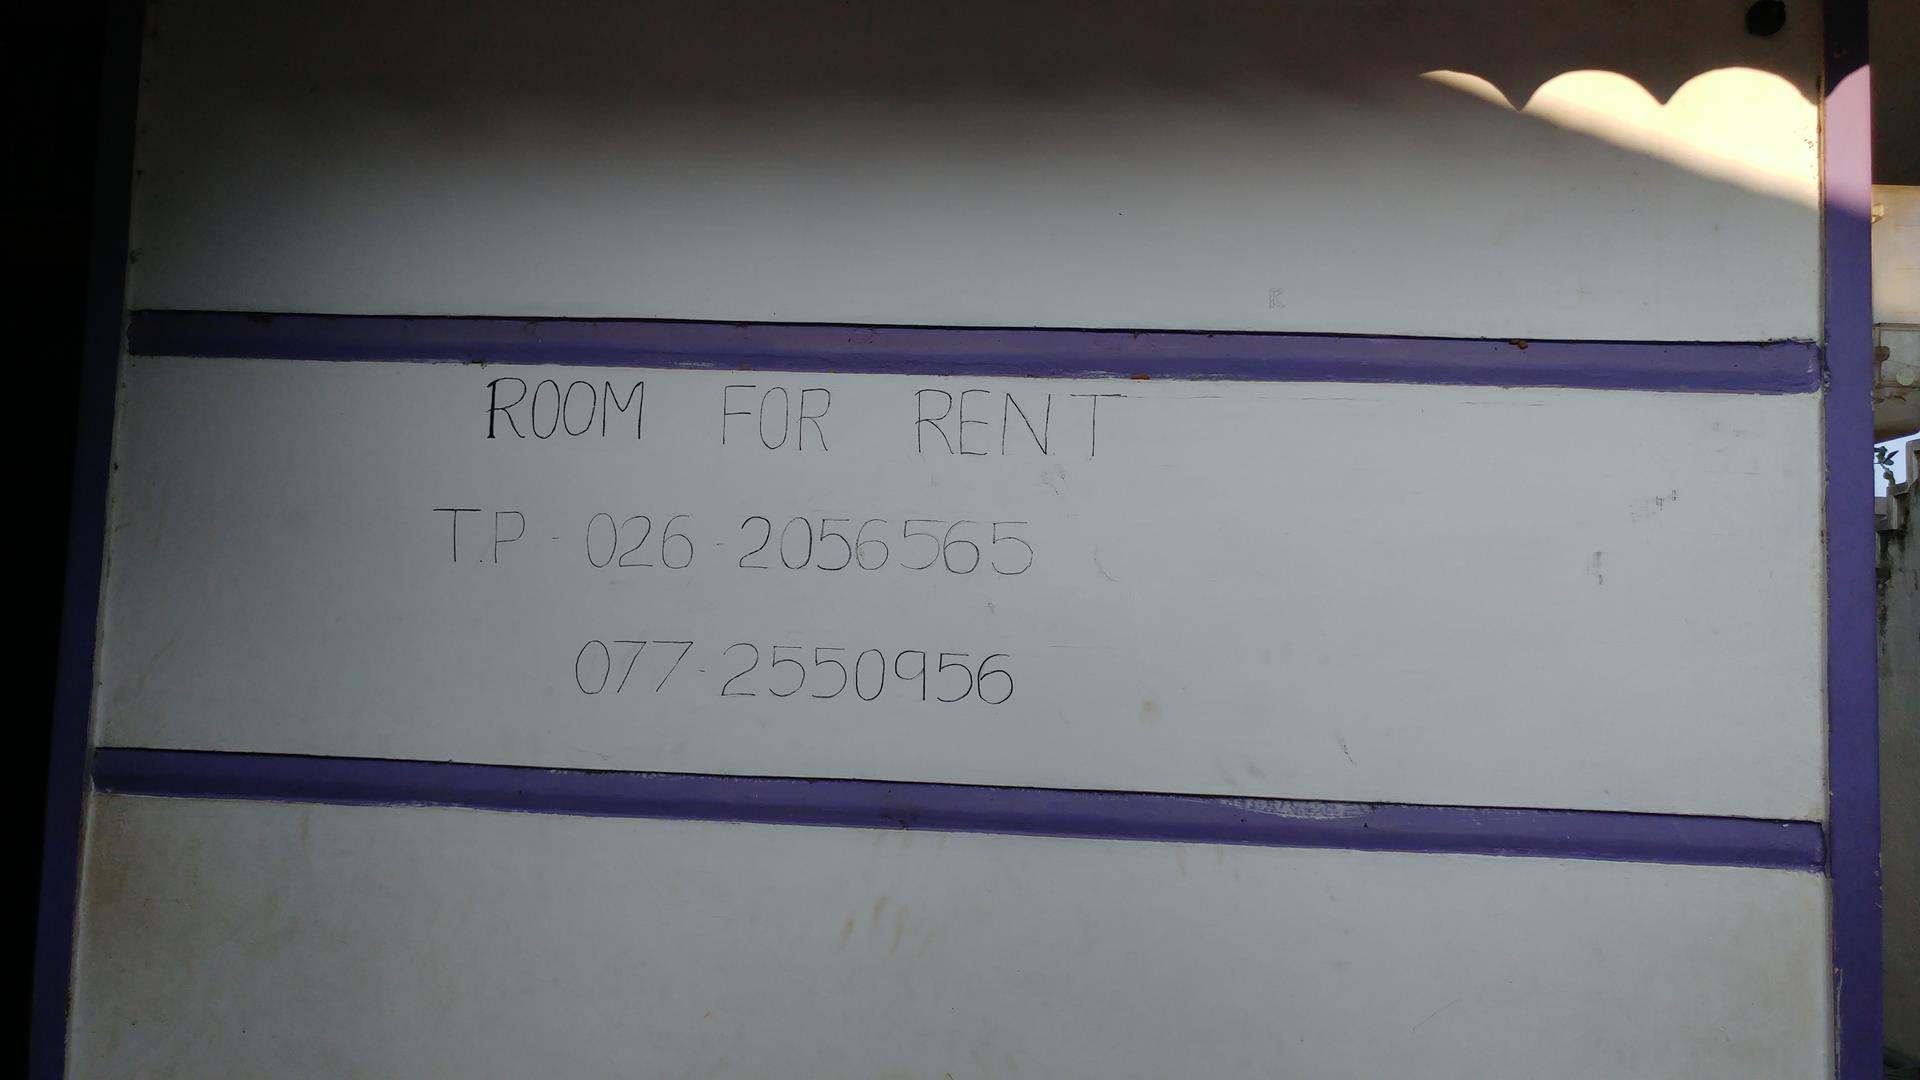 ROOM FOR RENT
T.P - 026 - 2056565
077-2550956